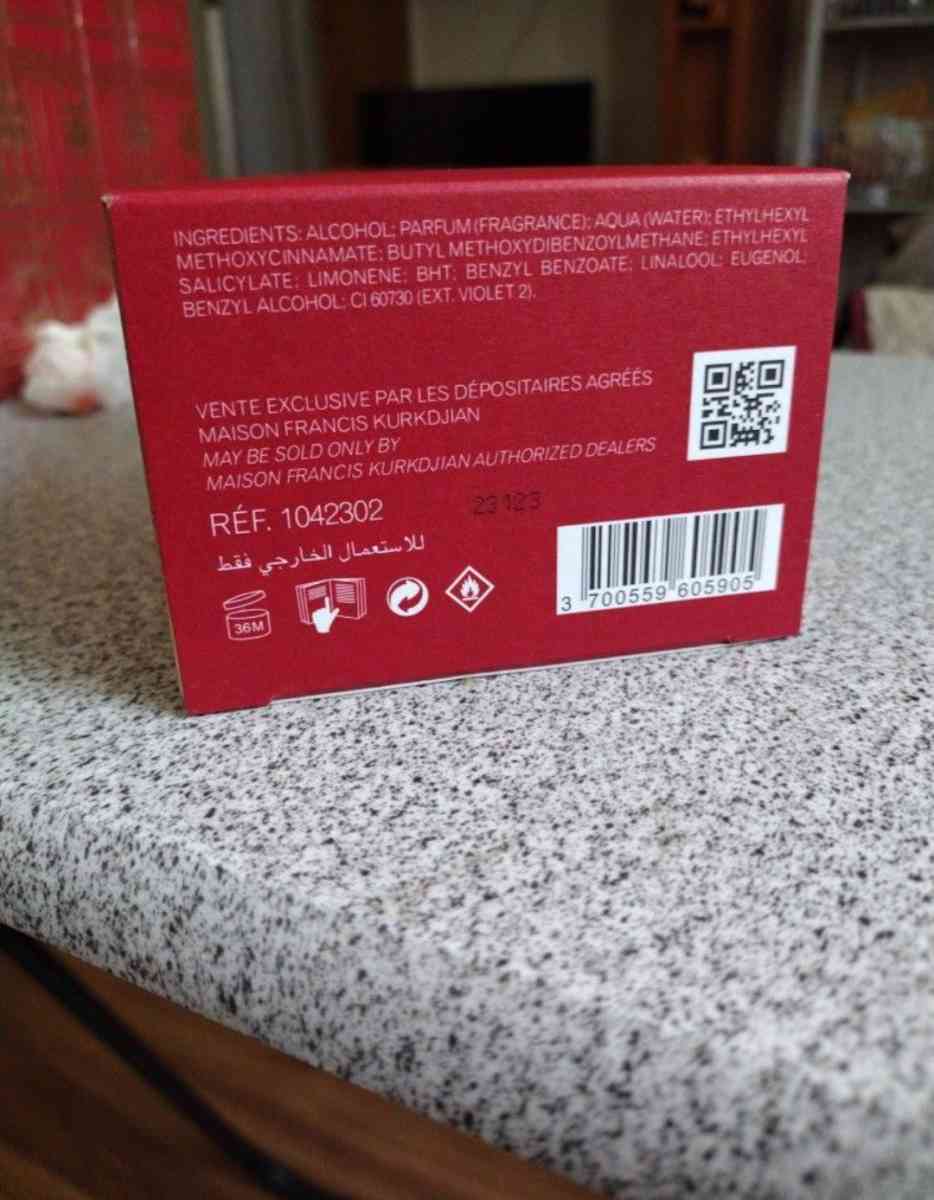 INGREDIENTS: ALCOHOL; PARFUM (FRAGRANCE); AQUA (WATER); ETHYLHEXYL
METHOXYCINNAMATE; BUTYL METHOXYDIBENZOYLMETHANE; ETHYLHEXYL
SALICYLATE; LIMONENE; BHT; BENZYL BENZOATE; LINALOOL; EUGENOL;
BENZYL ALCOHOL; CI 60730 (EXT. VIOLET 2).
VENTE EXCLUSIVE PAR LES DÉPOSITAIRES AGRÉÉS
MAISON FRANCIS KURKDJIAN
MAY BE SOLD ONLY BY
MAISON FRANCIS KURKDJIAN AUTHORIZED DEALERS
RÉF. 1042302
للاستعمال الخارجي فقط
36M
3 700559 605905